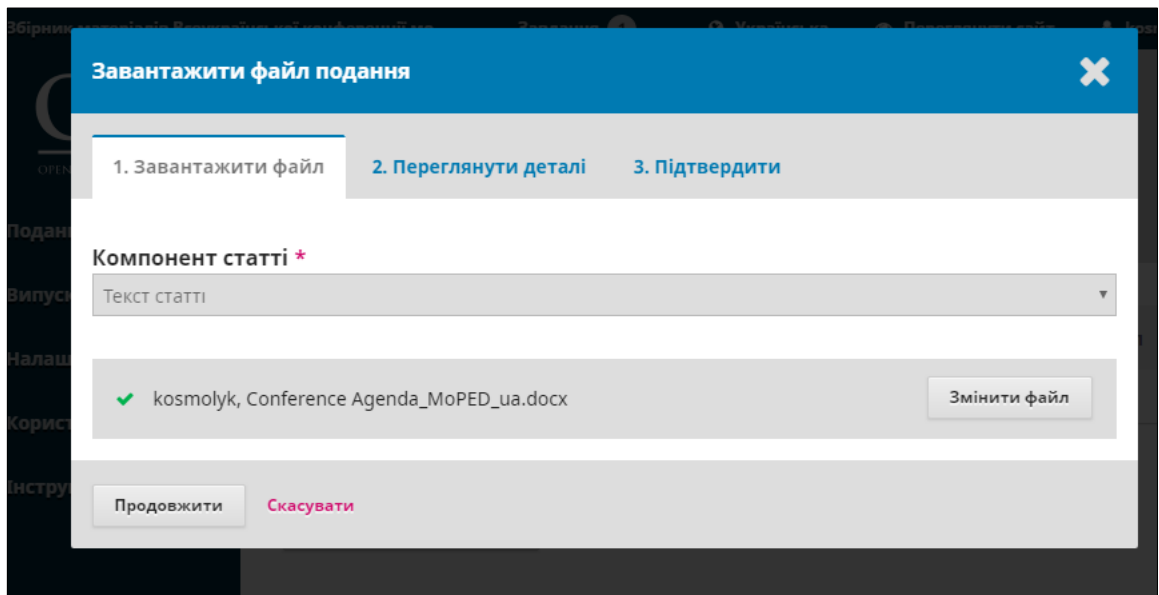 Завантажити файл подання
1. Завантажити файл 2. Переглянути деталі 3. Підтвердити
Компонент статті *
Текст статті
kosmolyk, Conference Agenda_MoPED_ua.docx Змінити файл
Продовжити Скасувати